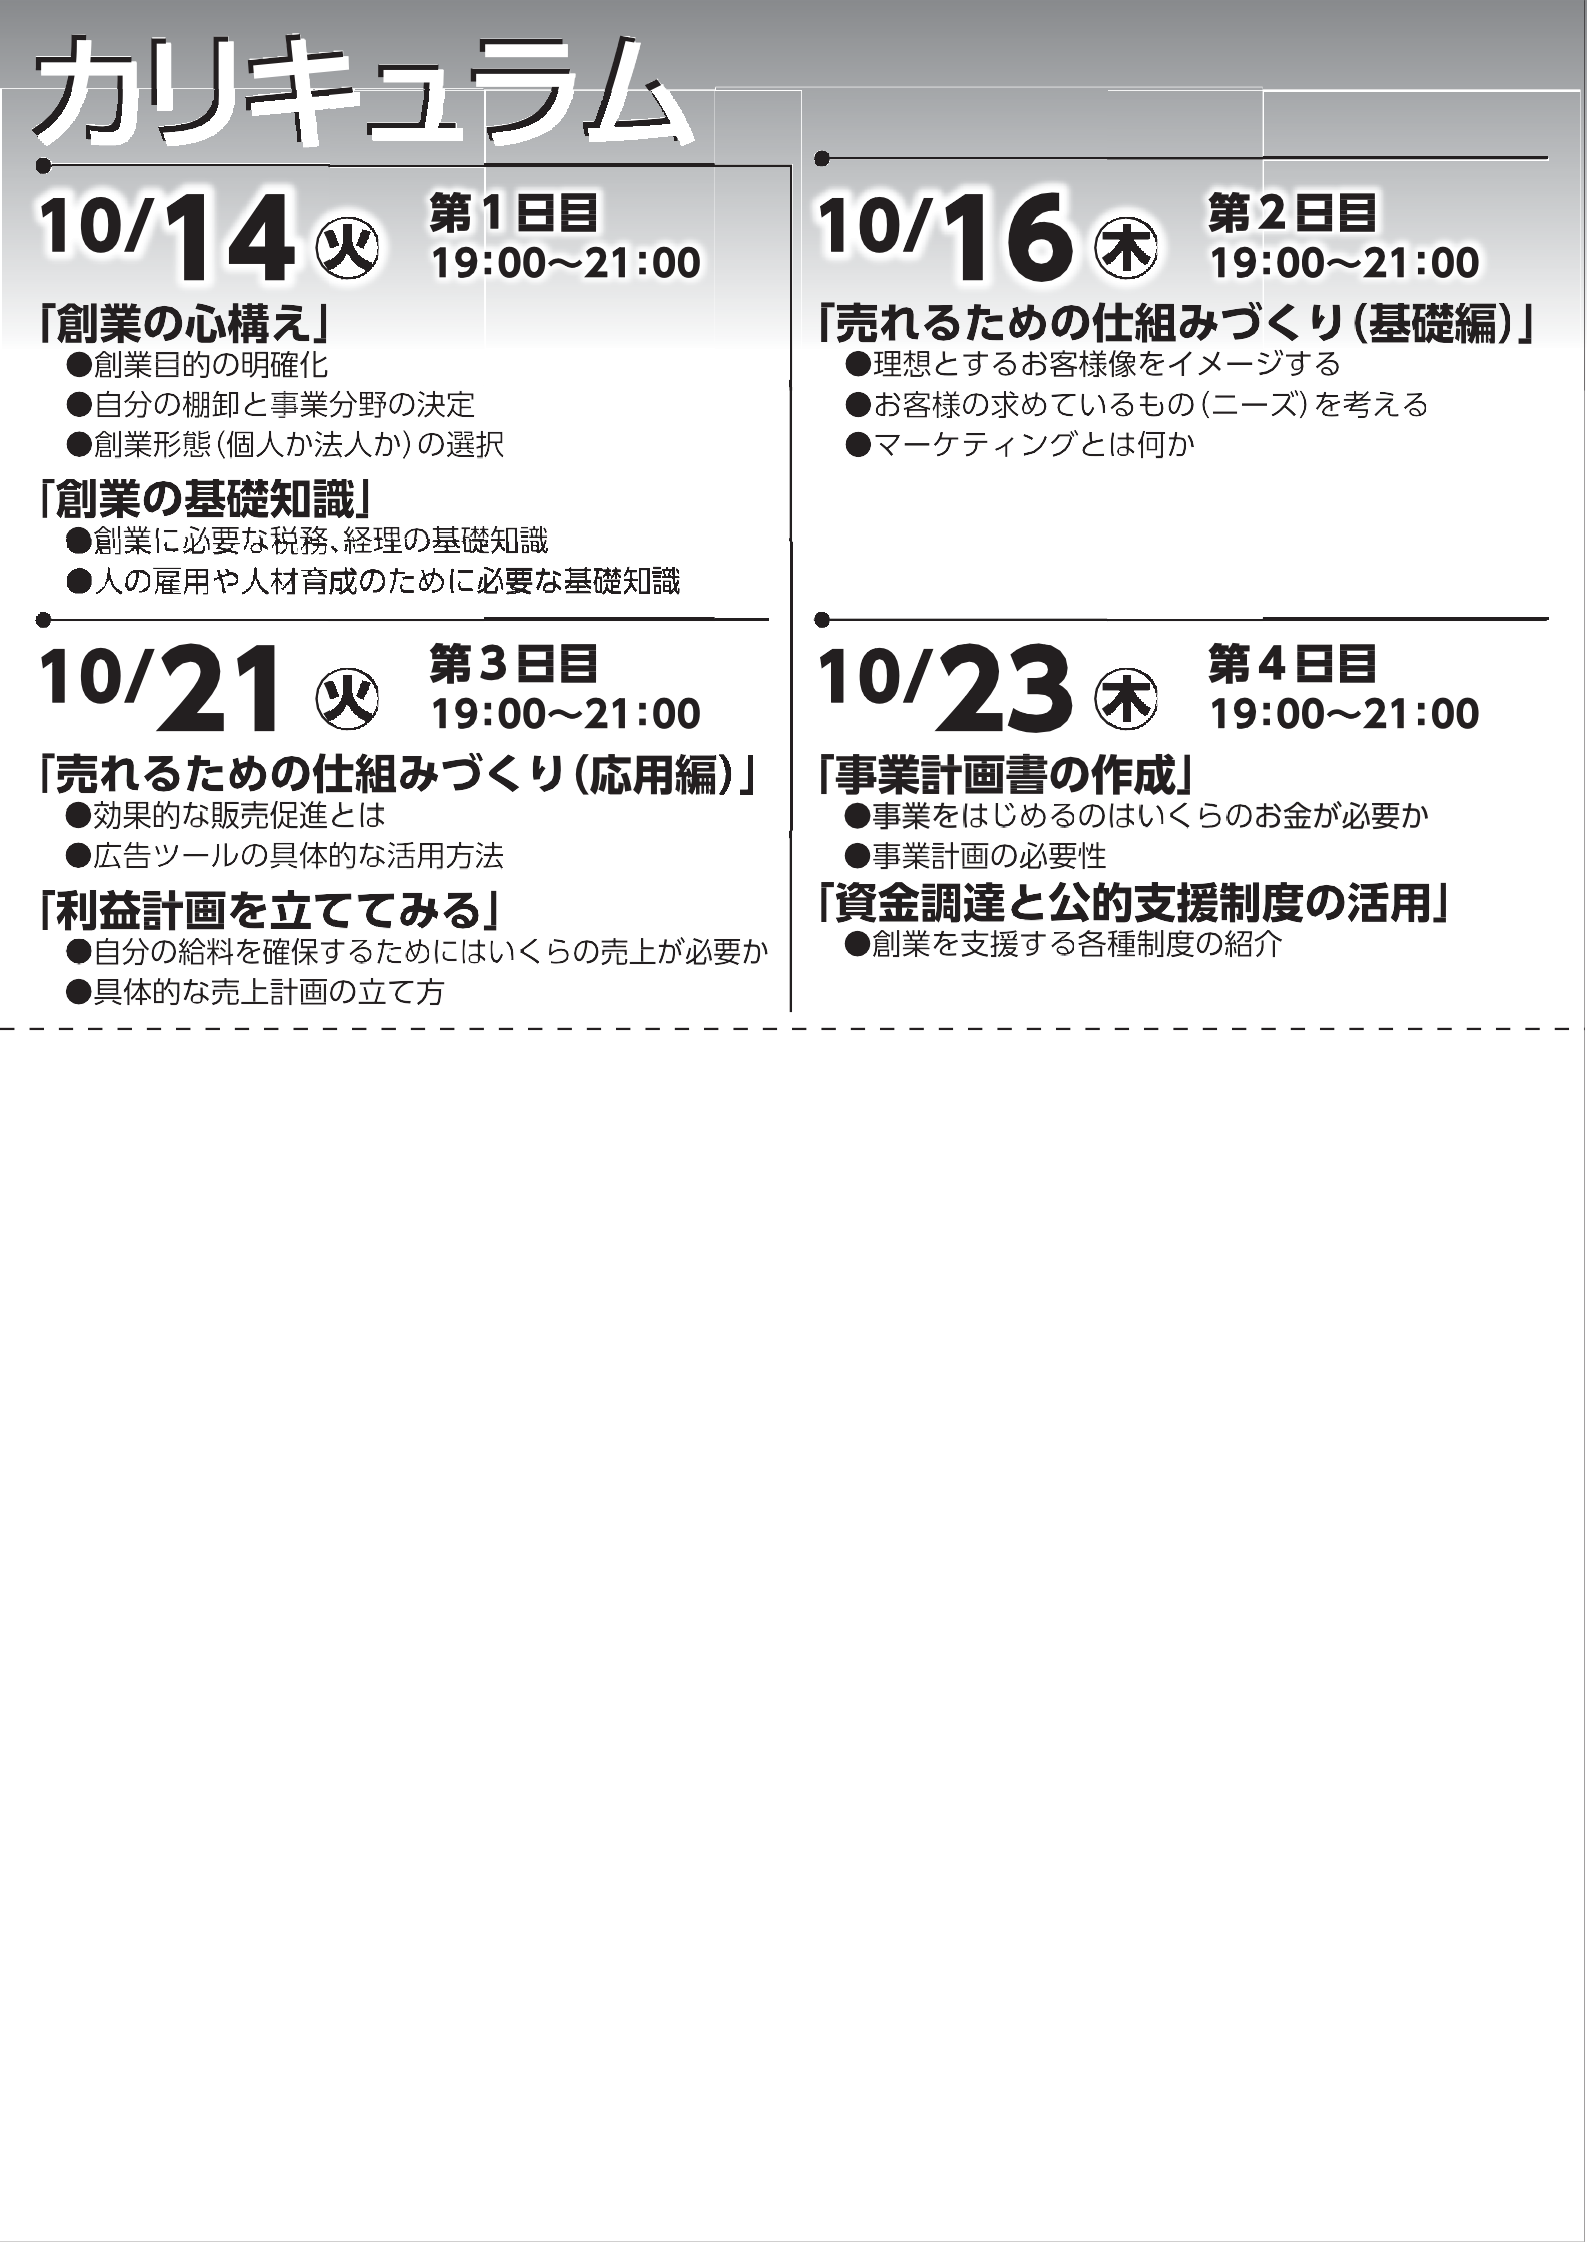 カリキュラム
10/14㊋ 第1日目
19:00～21:00
「創業の心構え」
●創業目的の明確化
●自分の棚卸と事業分野の決定
●創業形態（個人か法人か）の選択
「創業の基礎知識」
●創業に必要な税務、経理の基礎知識
●人の雇用や人材育成のために必要な基礎知識
10/16㊍ 第2日目
19:00～21:00
「売れるための仕組みづくり（基礎編）」
●理想とするお客様像をイメージする
●お客様の求めているもの（ニーズ）を考える
●マーケティングとは何か
10/21㊋ 第3日目
19:00～21:00
「売れるための仕組みづくり（応用編）」
●効果的な販売促進とは
●広告ツールの具体的な活用方法
「利益計画を立ててみる」
●自分の給料を確保するためにはいくらの売上が必要か
●具体的な売上計画の立て方
10/23㊍ 第4日目
19:00～21:00
「事業計画書の作成」
●事業をはじめるのはいくらのお金が必要か
●事業計画の必要性
「資金調達と公的支援制度の活用」
●創業を支援する各種制度の紹介